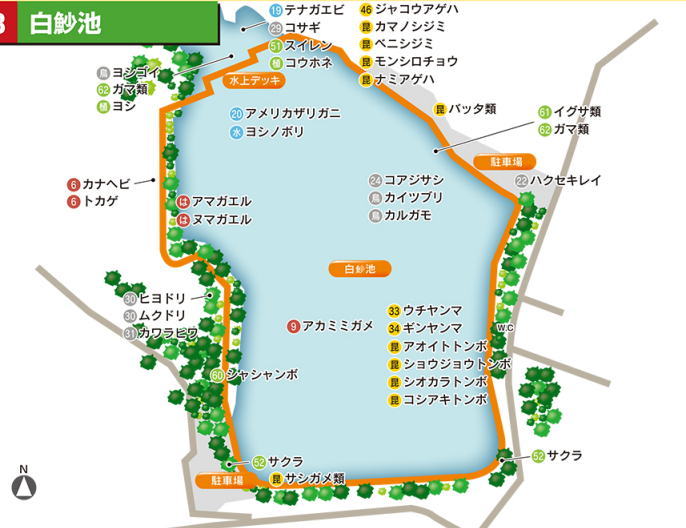 3 白鈔池
19 テナガエビ
29 コサギ
51 スイレン
植 コウホネ
46 ジャコウアゲハ
昆 カマノシジミ
昆 ベニシジミ
昆 モンシロチョウ
昆 ナミアゲハ
鳥 ヨシゴイ
62 ガマ類
植 ヨシ
水上デッキ
昆 バッタ類
20 アメリカザリガニ
水 ヨシノボリ
61 イグサ類
62 ガマ類
駐車場
22 ハクセキレイ
6 カナヘビ
6 トカゲ
は アマガエル
は ヌマガエル
24 コアジサシ
鳥 カイツブリ
鳥 カルガモ
白鈔池
30 ヒヨドリ
30 ムクドリ
31 カワラヒワ
9 アカミミガメ
33 ウチヤンマ
34 ギンヤンマ
昆 アオイトトンボ
昆 ショウジョウトンボ
昆 シオカラトンボ
昆 コシアキトンボ
W.C
60 シャシャンボ
52 サクラ
52 サクラ
駐車場
昆 サシガメ類
N